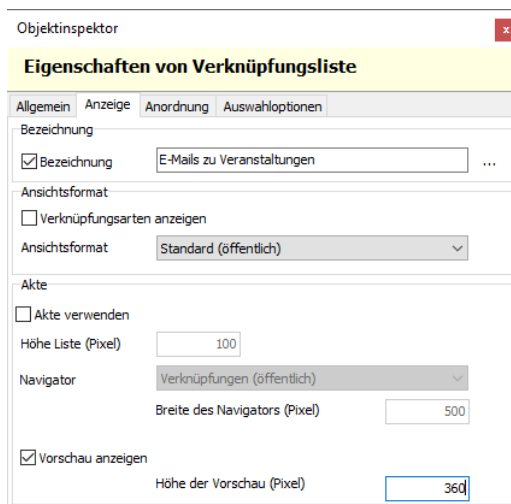 Objektinspektor
x
Eigenschaften von Verknüpfungsliste
Allgemein Anzeige Anordnung Auswahloptionen
Bezeichnung
Bezeichnung E-Mails zu Veranstaltungen ...
Ansichtsformat
Verknüpfungsarten anzeigen
Ansichtsformat Standard (öffentlich)
Akte
Akte verwenden
Höhe Liste (Pixel) 100
Navigator Verknüpfungen (öffentlich)
Breite des Navigators (Pixel) 500
Vorschau anzeigen
Höhe der Vorschau (Pixel) 360